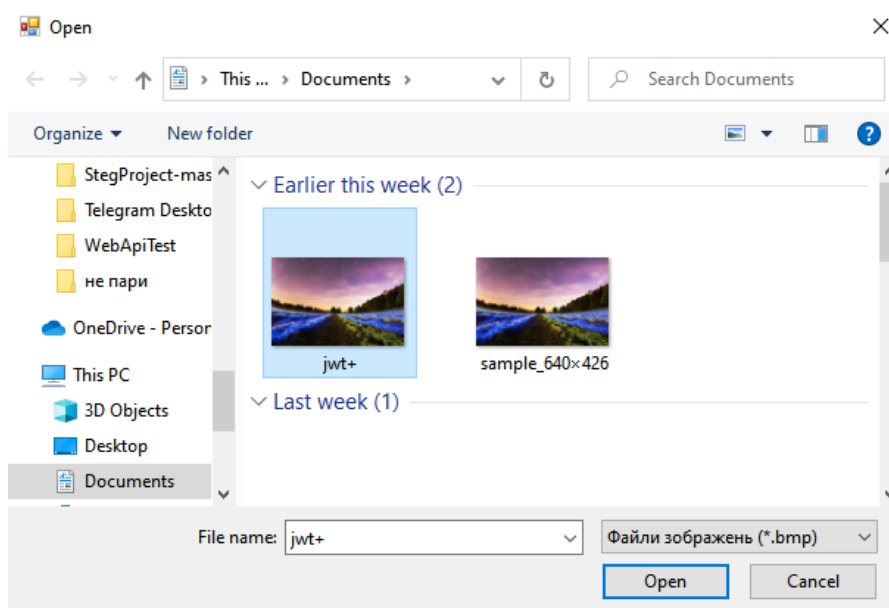 Open
This ... > Documents >
Search Documents
Organize
New folder
StegProject-mas
Telegram Deskto
WebApiTest
не пари
OneDrive - Person
This PC
3D Objects
Desktop
Documents
Earlier this week (2)
jwt+
sample_640×426
Last week (1)
File name: jwt+
Файли зображень (*.bmp)
Open
Cancel